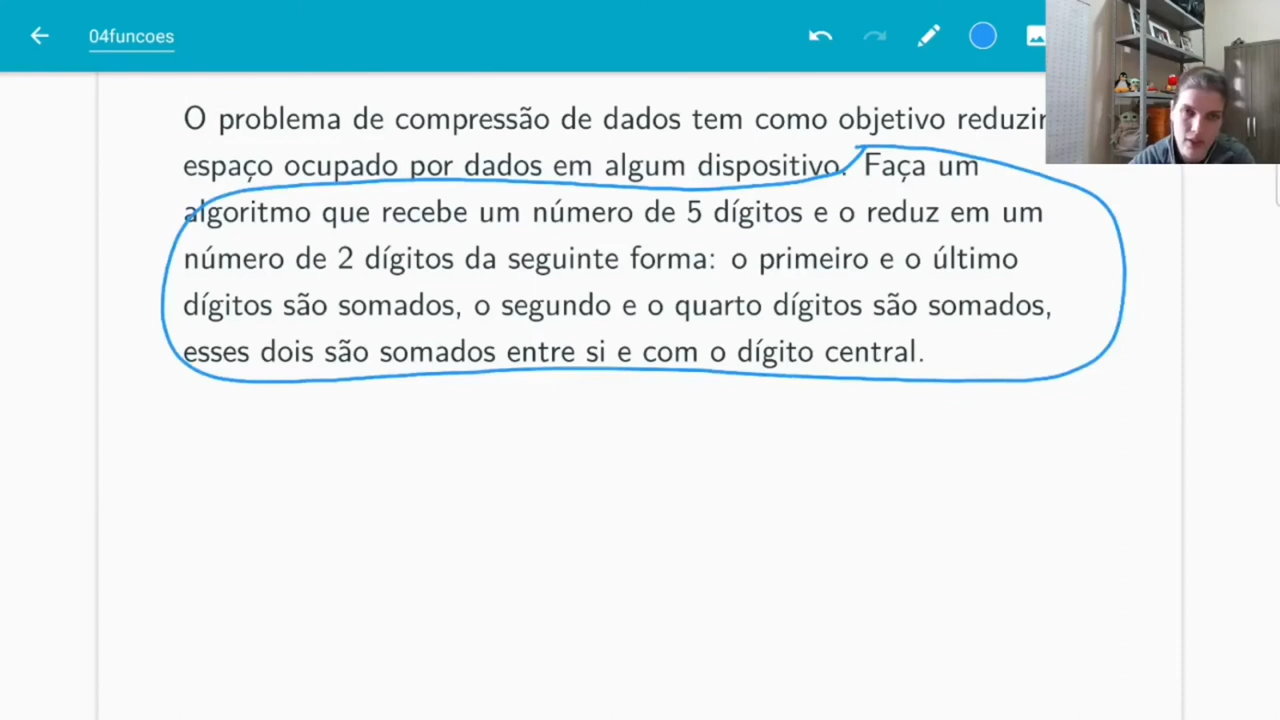 04funcoes
O problema de compressão de dados tem como objetivo reduzir
espaço ocupado por dados em algum dispositivo. Faça um
algoritmo que recebe um número de 5 dígitos e o reduz em um
número de 2 dígitos da seguinte forma: o primeiro e o último
dígitos são somados, o segundo e o quarto dígitos são somados,
esses dois são somados entre si e com o dígito central.